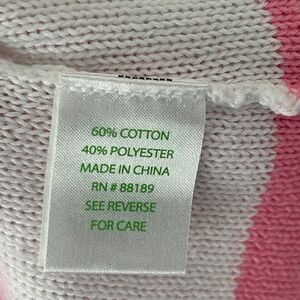 60% COTTON
40% POLYESTER
MADE IN CHINA
RN # 88189
SEE REVERSE
FOR CARE